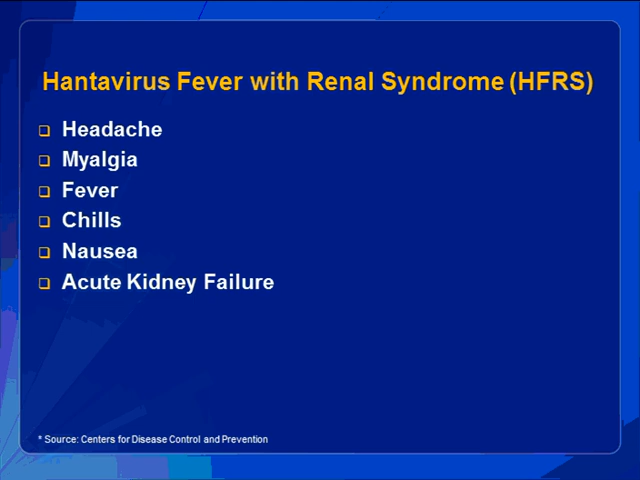 Hantavirus Fever with Renal Syndrome (HFRS)
Headache
Myalgia
Fever
Chills
Nausea
Acute Kidney Failure
* Source: Centers for Disease Control and Prevention